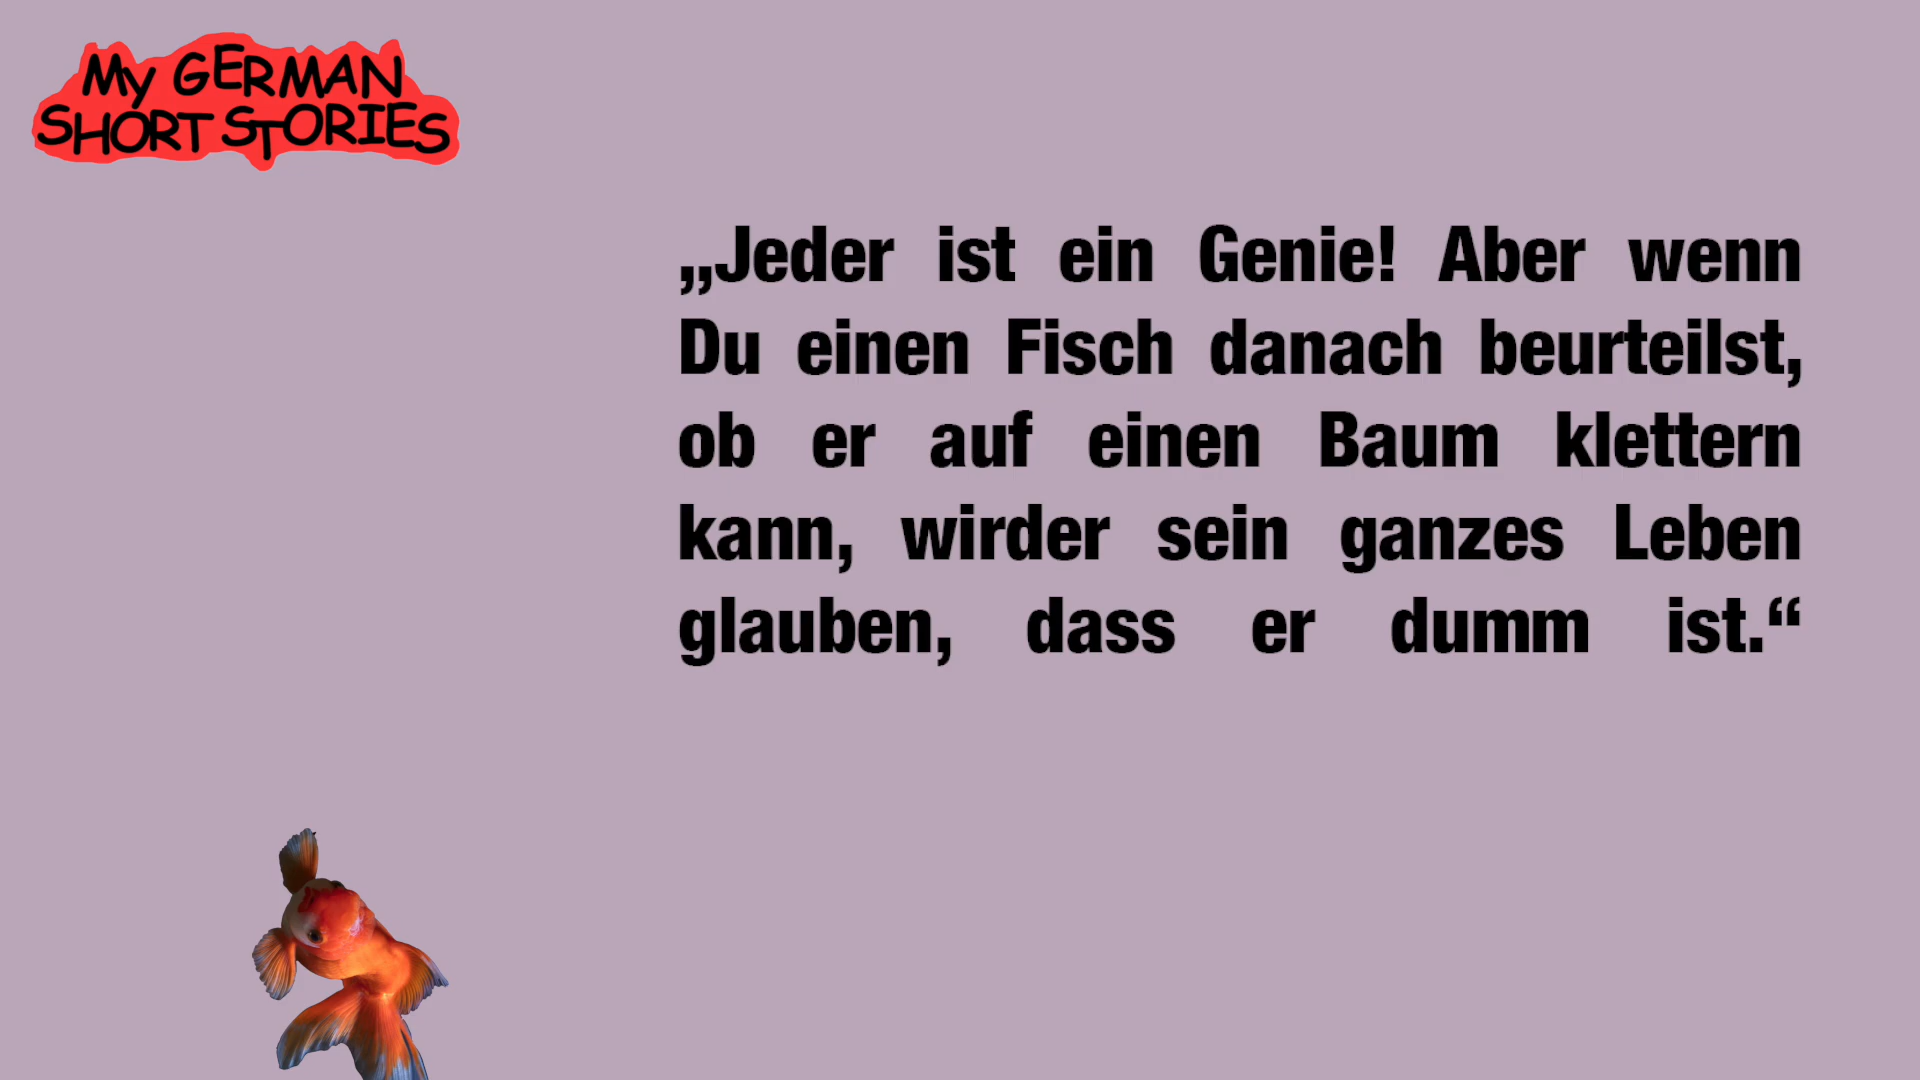 My GERMAN
SHORT STORIES
„Jeder ist ein Genie! Aber wenn
Du einen Fisch danach beurteilst,
ob er auf einen Baum klettern
kann, wirder sein ganzes Leben
glauben, dass er dumm ist.“